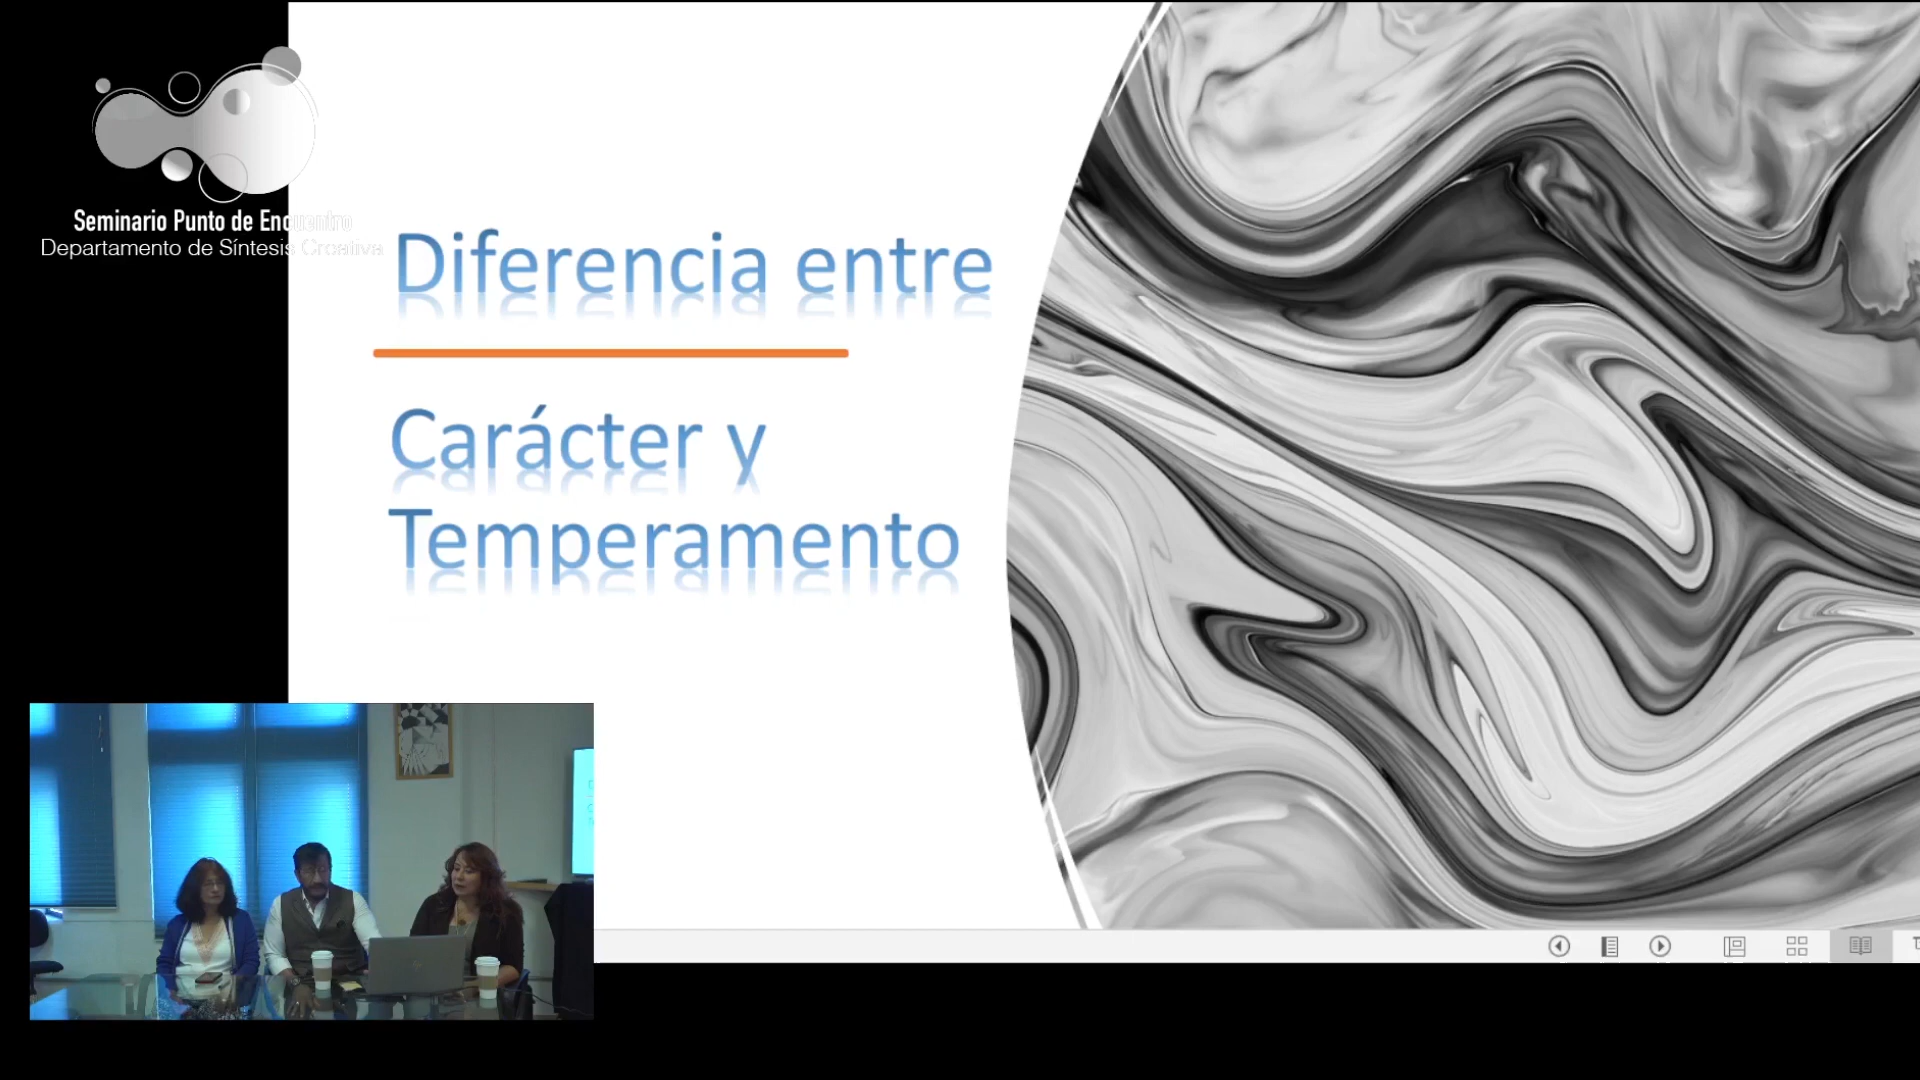 Seminario Punto de Encuentro
Departamento de Síntesis Creativa
Diferencia entre
Carácter y
Temperamento